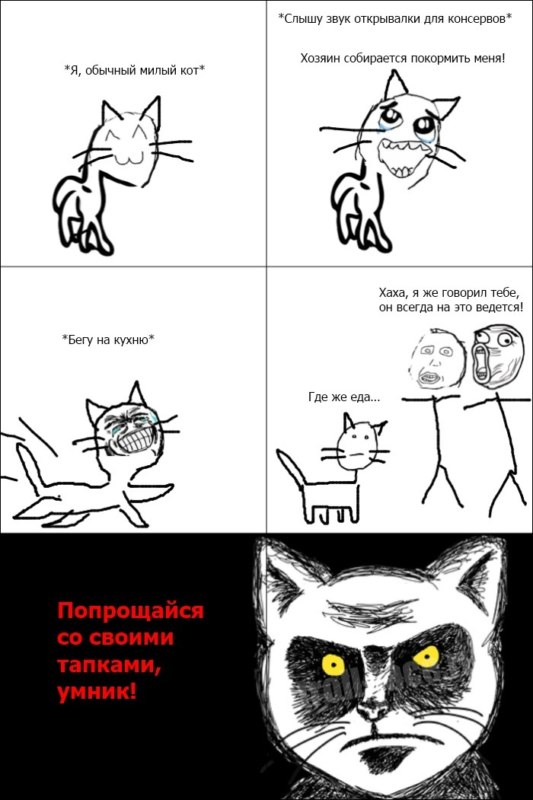 *Я, обычный милый кот*
*Слышу звук открывалки для консервов*
Хозяин собирается покормить меня!
*Бегу на кухню*
Хаха, я же говорил тебе,
он всегда на это ведется!
Где же еда...
Попрощайся
со своими
тапками,
умник!